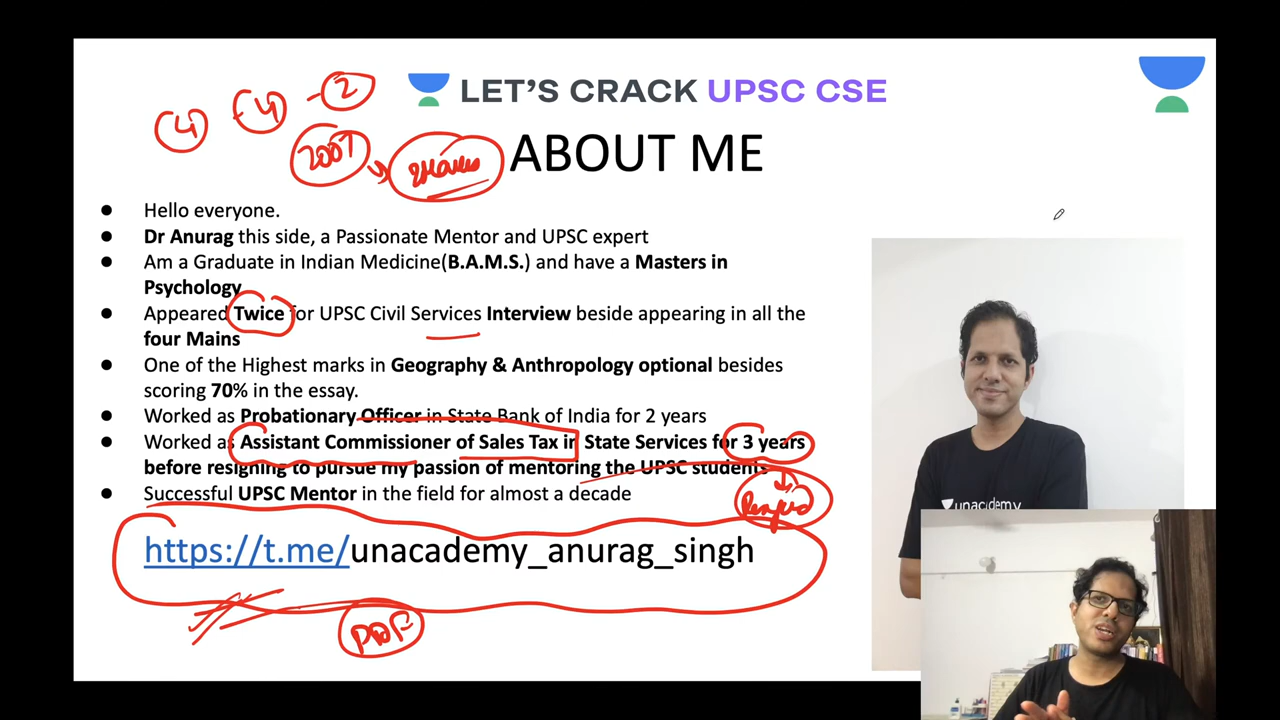 LET'S CRACK UPSC CSE
4 - 4 - 2
2007
marks
ABOUT ME
● Hello everyone.
● Dr Anurag this side, a Passionate Mentor and UPSC expert
● Am a Graduate in Indian Medicine(B.A.M.S.) and have a Masters in
Psychology
● Appeared Twice for UPSC Civil Services Interview beside appearing in all the
four Mains
● One of the Highest marks in Geography & Anthropology optional besides
scoring 70% in the essay.
● Worked as Probationary Officer in State Bank of India for 2 years
● Worked as Assistant Commissioner of Sales Tax in State Services for 3 years
before resigning to pursue my passion of mentoring the UPSC students
● Successful UPSC Mentor in the field for almost a decade
https://t.me/unacademy_anurag_singh
PDF
unacademy